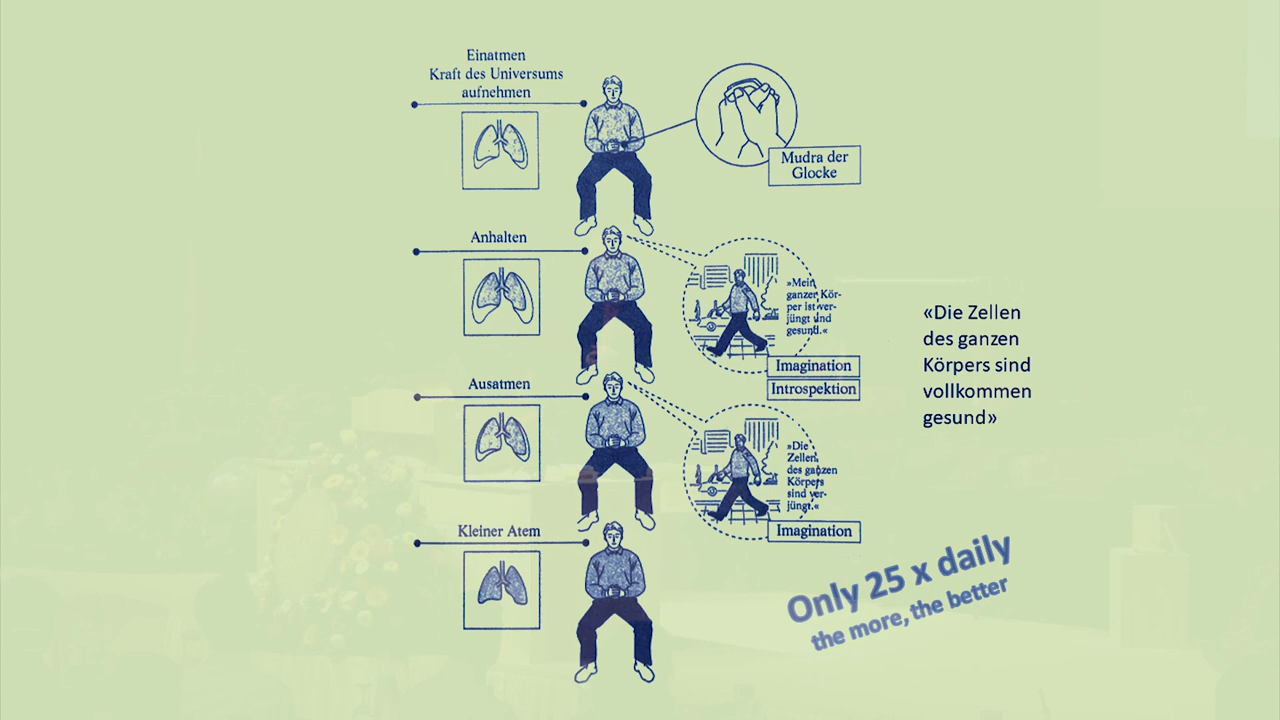 Einatmen
Kraft des Universums
aufnehmen
Mudra der
Glocke
Anhalten
»Mein
ganzer Kör-
per ist ver-
jüngt und
gesund.«
Imagination
Introspektion
«Die Zellen
des ganzen
Körpers sind
vollkommen
gesund»
Ausatmen
»Die
Zellen
des ganzen
Körpers
sind ver-
jüngt.«
Imagination
Kleiner Atem
Only 25 x daily
the more, the better